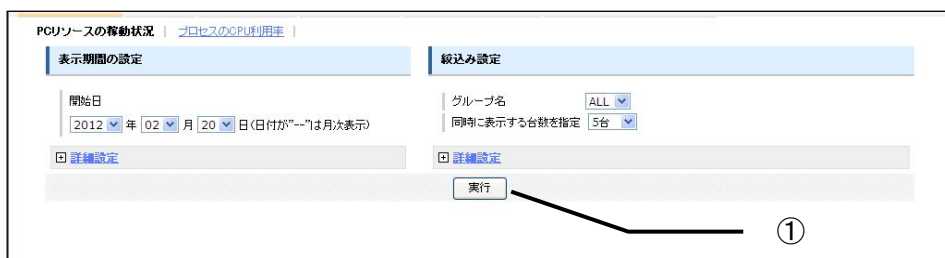 PCリソースの稼動状況 | プロセスのCPU利用率 |
表示期間の設定
開始日
2012 年 02 月 20 日(日付が"--"は月次表示)
詳細設定
絞込み設定
グループ名 ALL
同時に表示する台数を指定 5台
詳細設定
実行
①